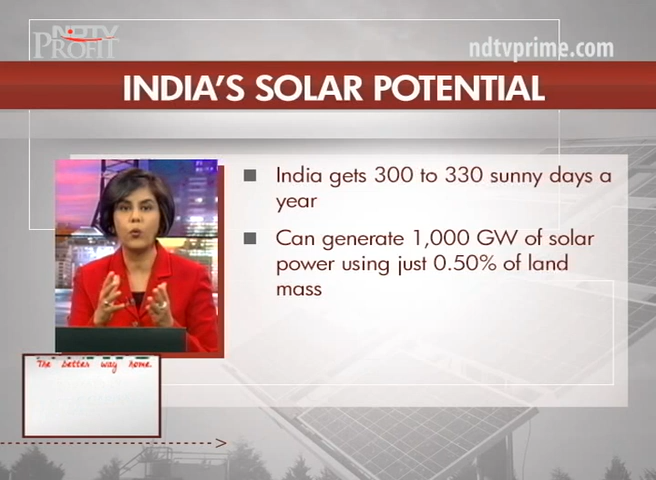 NDTV
PROFIT
ndtvprime.com
INDIA'S SOLAR POTENTIAL
India gets 300 to 330 sunny days a
year
Can generate 1,000 GW of solar
power using just 0.50% of land
mass
The better way home